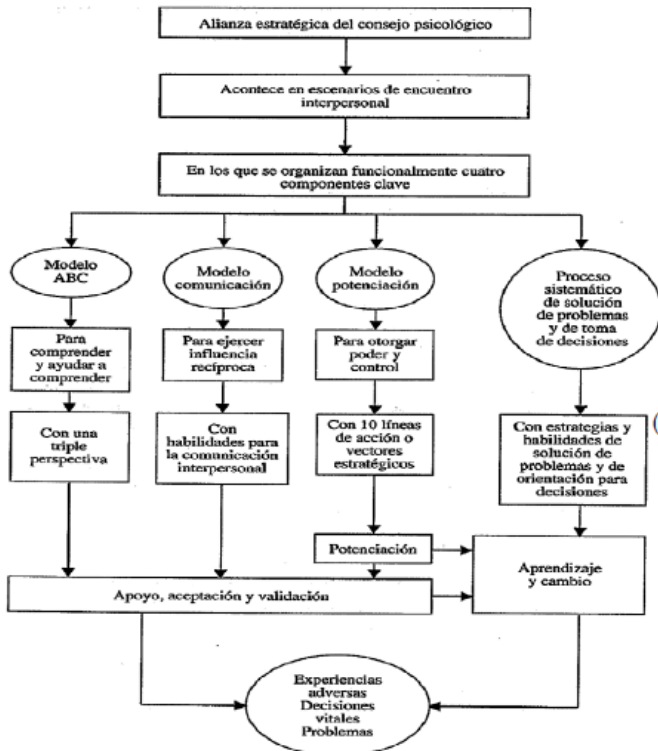 Alianza estratégica del consejo psicológico
Acontece en escenarios de encuentro
interpersonal
En los que se organizan funcionalmente cuatro
componentes clave
Modelo
ABC
Modelo
comunicación
Modelo
potenciación
Proceso
sistemático
de solución
de problemas
y de toma
de decisiones
Para
comprender
y ayudar a
comprender
Para ejercer
influencia
recíproca
Para otorgar
poder y
control
Con una
triple
perspectiva
Con
habilidades para
la comunicación
interpersonal
Con 10 líneas
de acción o
vectores
estratégicos
Con estrategias y
habilidades de
solución de
problemas y de
orientación para
decisiones
Potenciación
Aprendizaje
y cambio
Apoyo, aceptación y validación
Experiencias
adversas
Decisiones
vitales
Problemas